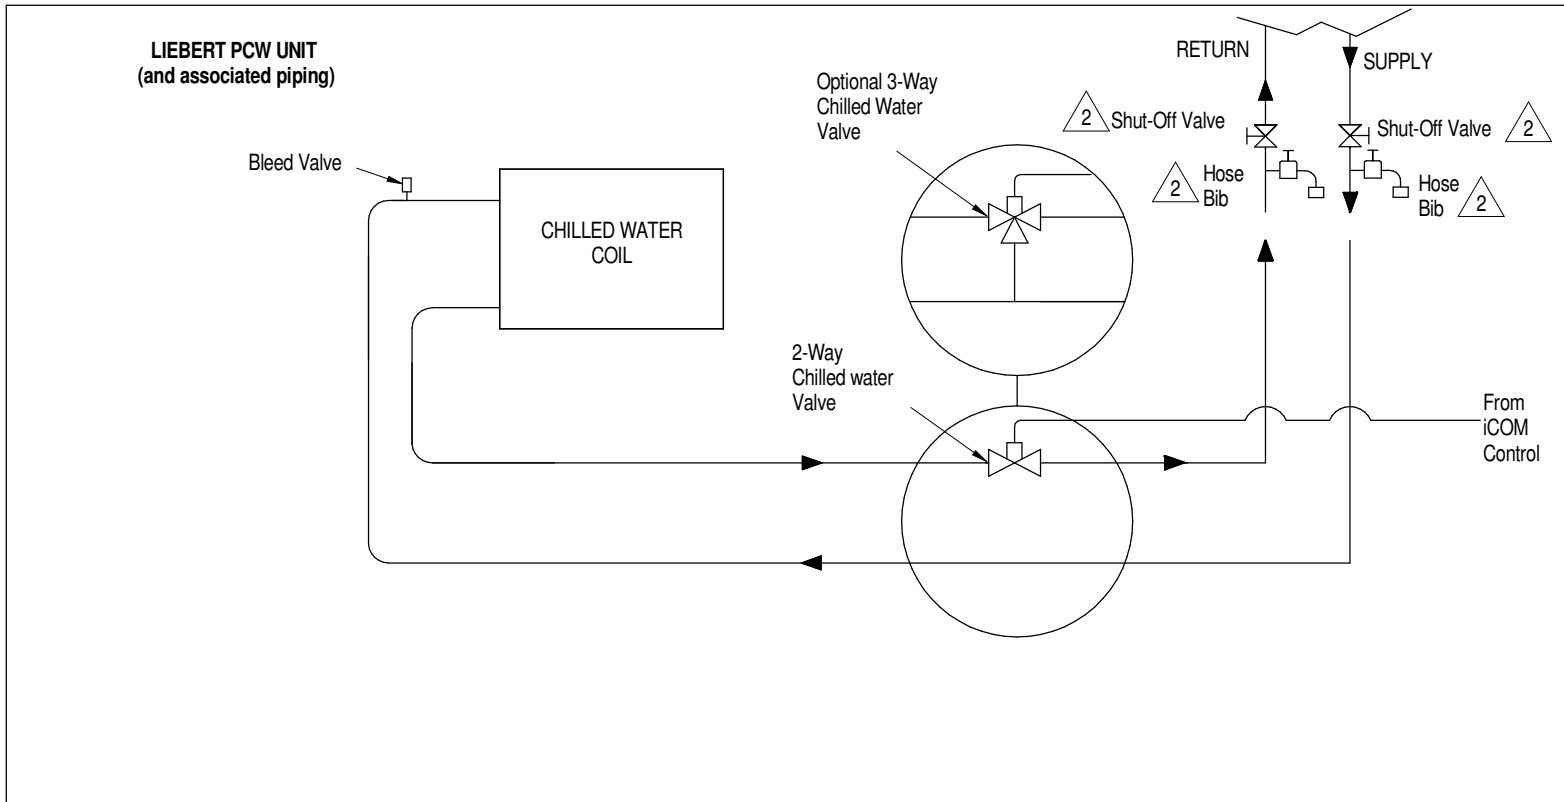 LIEBERT PCW UNIT
(and associated piping)
RETURN
SUPPLY
Optional 3-Way
Chilled Water
Valve
2
Shut-Off Valve
Shut-Off Valve
2
Bleed Valve
2
Hose
Bib
Hose
Bib
2
CHILLED WATER
COIL
2-Way
Chilled water
Valve
From
iCOM
Control